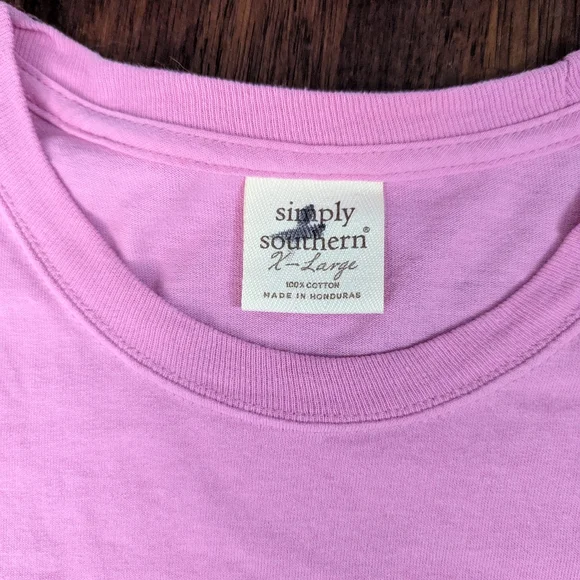 simply
southern®
X-Large
100% COTTON
MADE IN HONDURAS